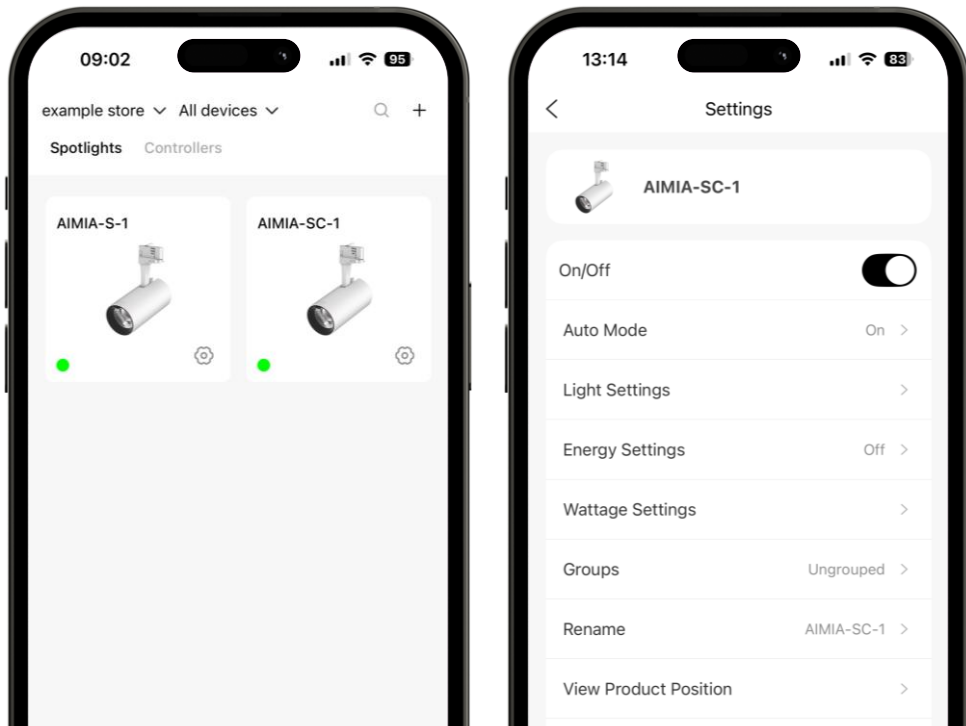 09:02
95
example store All devices
Spotlights Controllers
AIMIA-S-1
AIMIA-SC-1
13:14
83
Settings
AIMIA-SC-1
On/Off
Auto Mode On
Light Settings
Energy Settings Off
Wattage Settings
Groups Ungrouped
Rename AIMIA-SC-1
View Product Position